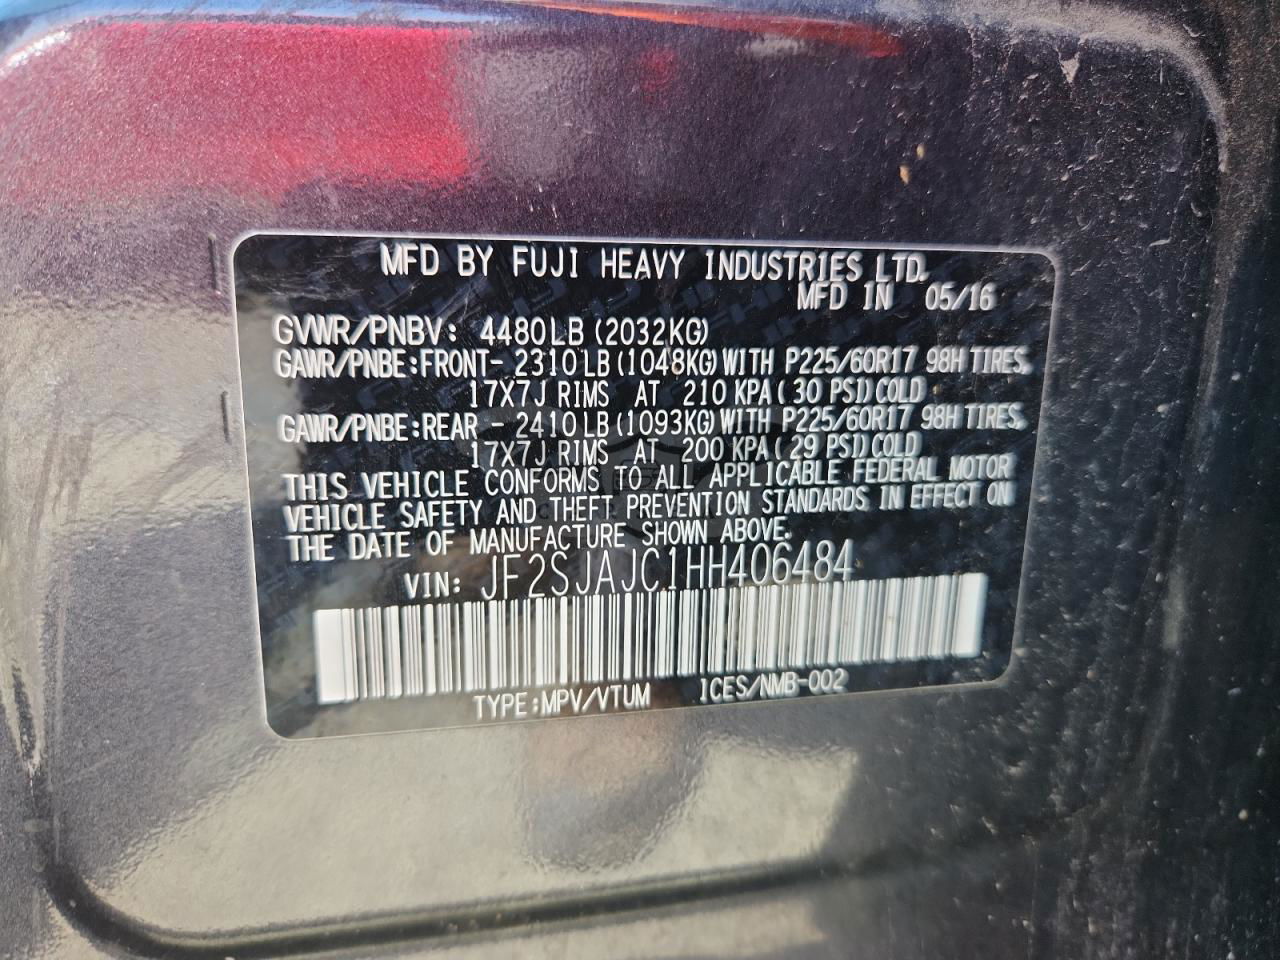 MFD BY FUJI HEAVY INDUSTRIES LTD.
MFD IN 05/16
GVWR/PNBV: 4480LB (2032KG)
GAWR/PNBE:FRONT- 2310 LB (1048KG) WITH P225/60R17 98H TIRES.
17X7J RIMS AT 210 KPA (30 PSI) COLD
GAWR/PNBE:REAR - 2410 LB (1093KG) WITH P225/60R17 98H TIRES.
17X7J RIMS AT 200 KPA (29 PSI) COLD
THIS VEHICLE CONFORMS TO ALL APPLICABLE FEDERAL MOTOR
VEHICLE SAFETY AND THEFT PREVENTION STANDARDS IN EFFECT ON
THE DATE OF MANUFACTURE SHOWN ABOVE.
VIN: JF2SJAJC1HH406484
TYPE:MPV/VTUM ICES/NMB-002